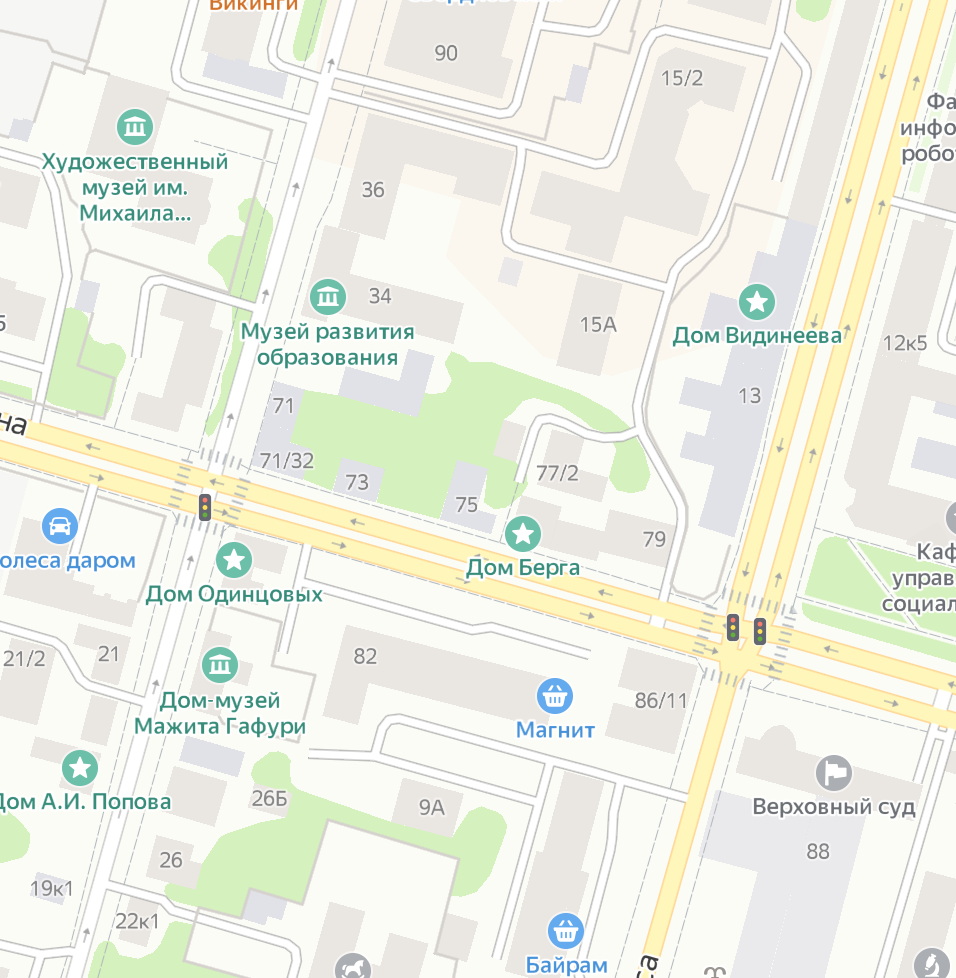 Викинги
90
15/2
Художественный
музей им.
Михаила...
36
34
Музей развития
образования
15А
Дом Видинеева
12к5
13
71
71/32
73
75
77/2
79
Дом Берга
Дом Одинцовых
21/2
21
82
86/11
Магнит
Дом-музей
Мажита Гафури
Дом А.И. Попова
26Б
9А
Верховный суд
88
26
19к1
22к1
Байрам